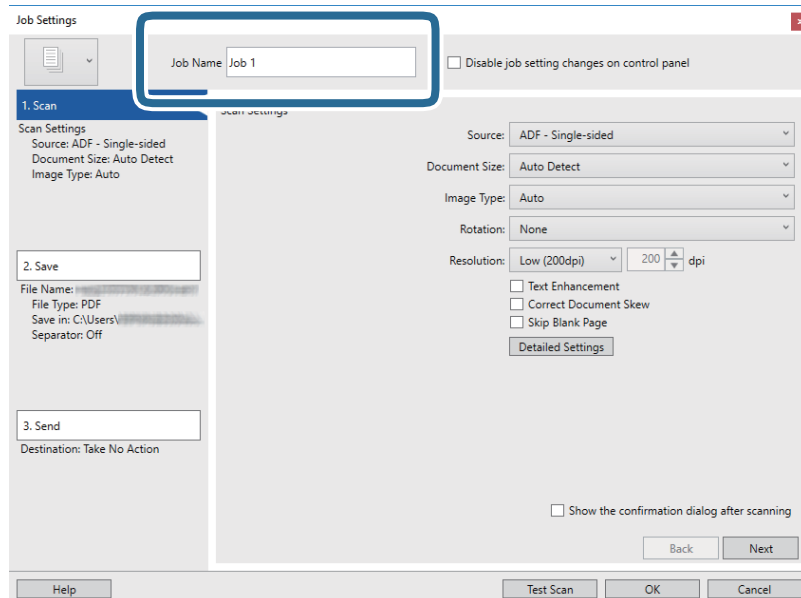 Job Settings
Job Name Job 1
Disable job setting changes on control panel
1. Scan
Scan Settings
Source: ADF - Single-sided
Document Size: Auto Detect
Image Type: Auto
2. Save
File Name:
File Type: PDF
Save in: C:\Users\
Separator: Off
3. Send
Destination: Take No Action
Scan Settings
Source: ADF - Single-sided
Document Size: Auto Detect
Image Type: Auto
Rotation: None
Resolution: Low (200dpi) 200 dpi
Text Enhancement
Correct Document Skew
Skip Blank Page
Detailed Settings
Show the confirmation dialog after scanning
Back Next
Help Test Scan OK Cancel